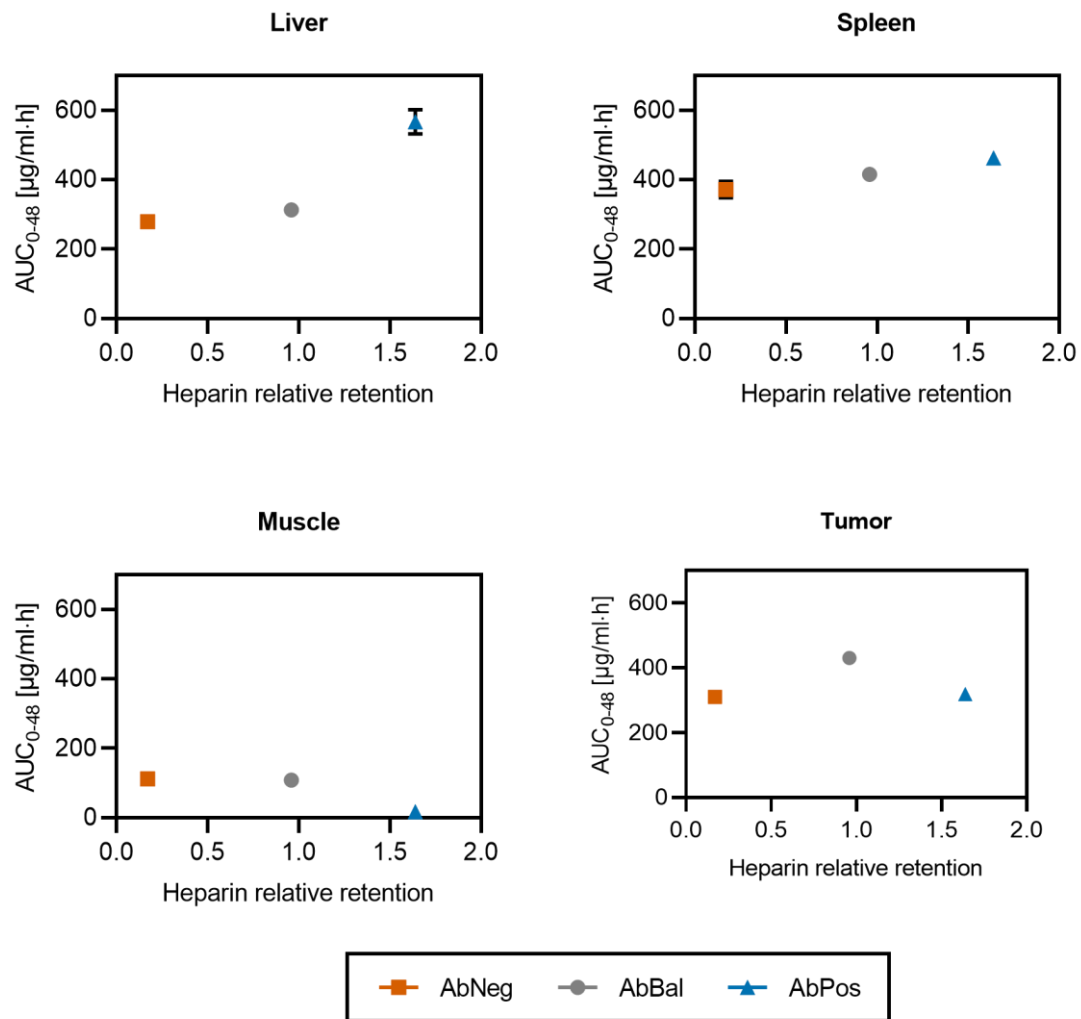 Liver
AUC0-48 [µg/ml·h]
600
400
200
0
0.0 0.5 1.0 1.5 2.0
Heparin relative retention
Spleen
AUC0-48 [µg/ml·h]
600
400
200
0
0.0 0.5 1.0 1.5 2.0
Heparin relative retention
Muscle
AUC0-48 [µg/ml·h]
600
400
200
0
0.0 0.5 1.0 1.5 2.0
Heparin relative retention
Tumor
AUC0-48 [µg/ml·h]
600
400
200
0
0.0 0.5 1.0 1.5 2.0
Heparin relative retention
AbNeg AbBal AbPos